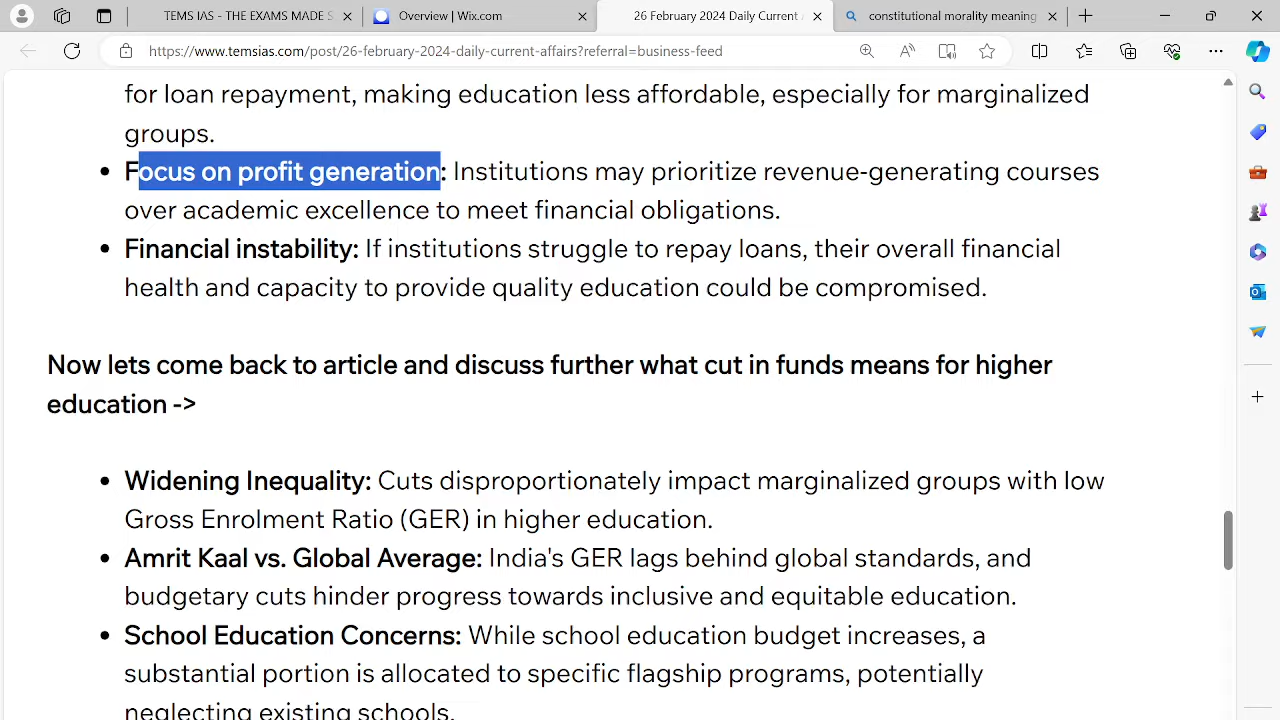 TEMS IAS - THE EXAMS MADE S
Overview | Wix.com
26 February 2024 Daily Current
constitutional morality meaning
https://www.temsias.com/post/26-february-2024-daily-current-affairs?referral=business-feed
for loan repayment, making education less affordable, especially for marginalized
groups.
• Focus on profit generation: Institutions may prioritize revenue-generating courses
over academic excellence to meet financial obligations.
• Financial instability: If institutions struggle to repay loans, their overall financial
health and capacity to provide quality education could be compromised.
Now lets come back to article and discuss further what cut in funds means for higher
education ->
• Widening Inequality: Cuts disproportionately impact marginalized groups with low
Gross Enrolment Ratio (GER) in higher education.
• Amrit Kaal vs. Global Average: India's GER lags behind global standards, and
budgetary cuts hinder progress towards inclusive and equitable education.
• School Education Concerns: While school education budget increases, a
substantial portion is allocated to specific flagship programs, potentially
neglecting existing schools.